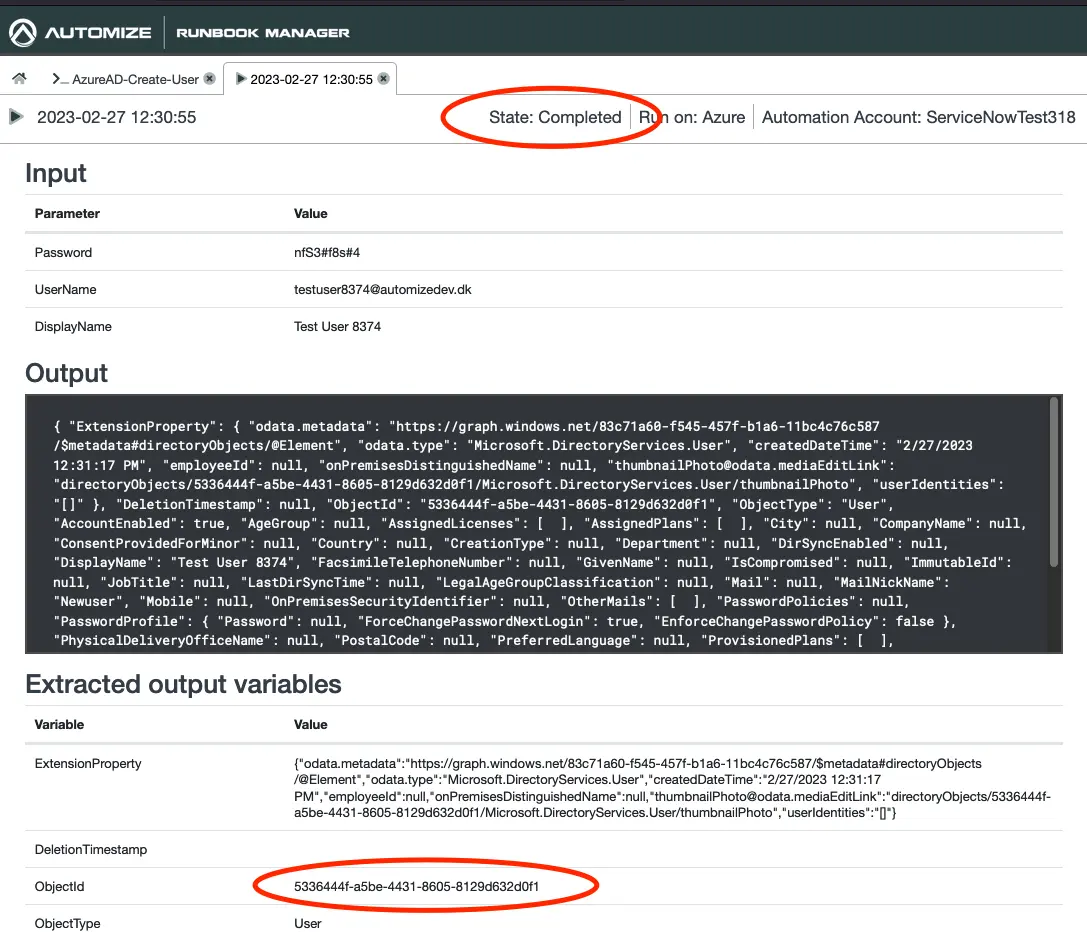 AUTOMIZE RUNBOOK MANAGER
>_ AzureAD-Create-User 2023-02-27 12:30:55
2023-02-27 12:30:55 State: Completed Run on: Azure Automation Account: ServiceNowTest318
Input
Parameter Value
Password nfS3#f8s#4
UserName testuser8374@automizedev.dk
DisplayName Test User 8374
Output
{ "ExtensionProperty": { "odata.metadata": "https://graph.windows.net/83c71a60-f545-457f-b1a6-11bc4c76c587
/$metadata#directoryObjects/@Element", "odata.type": "Microsoft.DirectoryServices.User", "createdDateTime": "2/27/2023
12:31:17 PM", "employeeId": null, "onPremisesDistinguishedName": null, "thumbnailPhoto@odata.mediaEditLink":
"directoryObjects/5336444f-a5be-4431-8605-8129d632d0f1/Microsoft.DirectoryServices.User/thumbnailPhoto", "userIdentities":
"[]" }, "DeletionTimestamp": null, "ObjectId": "5336444f-a5be-4431-8605-8129d632d0f1", "ObjectType": "User",
"AccountEnabled": true, "AgeGroup": null, "AssignedLicenses": [  ], "AssignedPlans": [  ], "City": null, "CompanyName": null,
"ConsentProvidedForMinor": null, "Country": null, "CreationType": null, "Department": null, "DirSyncEnabled": null,
"DisplayName": "Test User 8374", "FacsimileTelephoneNumber": null, "GivenName": null, "IsCompromised": null, "ImmutableId":
null, "JobTitle": null, "LastDirSyncTime": null, "LegalAgeGroupClassification": null, "Mail": null, "MailNickName":
"Newuser", "Mobile": null, "OnPremisesSecurityIdentifier": null, "OtherMails": [  ], "PasswordPolicies": null,
"PasswordProfile": { "Password": null, "ForceChangePasswordNextLogin": true, "EnforceChangePasswordPolicy": false },
"PhysicalDeliveryOfficeName": null, "PostalCode": null, "PreferredLanguage": null, "ProvisionedPlans": [  ],
Extracted output variables
Variable Value
ExtensionProperty {"odata.metadata":"https://graph.windows.net/83c71a60-f545-457f-b1a6-11bc4c76c587/$metadata#directoryObjects
/@Element","odata.type":"Microsoft.DirectoryServices.User","createdDateTime":"2/27/2023 12:31:17
PM","employeeId":null,"onPremisesDistinguishedName":null,"thumbnailPhoto@odata.mediaEditLink":"directoryObjects/5336444f-
a5be-4431-8605-8129d632d0f1/Microsoft.DirectoryServices.User/thumbnailPhoto","userIdentities":"[]"}
DeletionTimestamp
ObjectId 5336444f-a5be-4431-8605-8129d632d0f1
ObjectType User